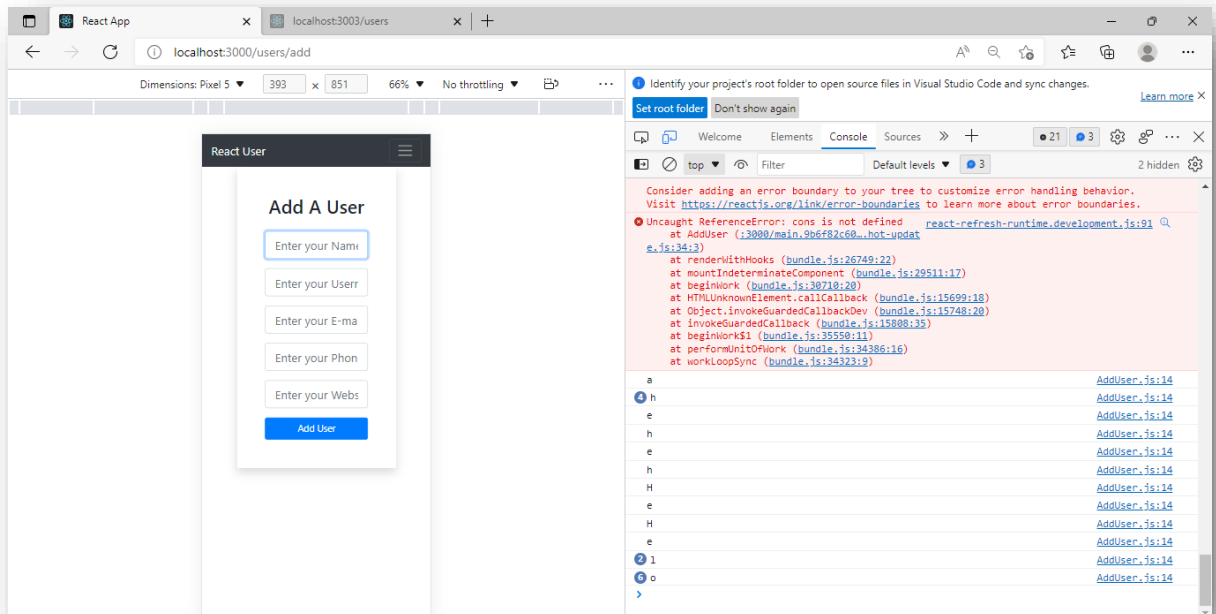 React App
localhost:3003/users
localhost:3000/users/add
Dimensions: Pixel 5 ▼ 393 x 851 66% ▼ No throttling ▼
React User
Add A User
Enter your Name
Enter your Usern
Enter your E-ma
Enter your Phon
Enter your Webs
Add User
Identify your project's root folder to open source files in Visual Studio Code and sync changes.
Learn more
Set root folder Don't show again
Welcome Elements Console Sources 21 3
top ▼ Filter Default levels ▼ 3 2 hidden
Consider adding an error boundary to your tree to customize error handling behavior.
Visit https://reactjs.org/link/error-boundaries to learn more about error boundaries.
Uncaught ReferenceError: cons is not defined react-refresh-runtime.development.js:91
at AddUser (:3000/main.9b6f82c60….hot-updat
e.js:34:3)
at renderWithHooks (bundle.js:26749:22)
at mountIndeterminateComponent (bundle.js:29511:17)
at beginWork (bundle.js:30710:20)
at HTMLUnknownElement.callCallback (bundle.js:15699:18)
at Object.invokeGuardedCallbackDev (bundle.js:15748:20)
at invokeGuardedCallback (bundle.js:15808:35)
at beginWork$1 (bundle.js:35550:11)
at performUnitOfWork (bundle.js:34386:16)
at workLoopSync (bundle.js:34323:9)
a AddUser.js:14
4 h AddUser.js:14
e AddUser.js:14
h AddUser.js:14
e AddUser.js:14
h AddUser.js:14
H AddUser.js:14
e AddUser.js:14
H AddUser.js:14
e AddUser.js:14
2 l AddUser.js:14
6 o AddUser.js:14